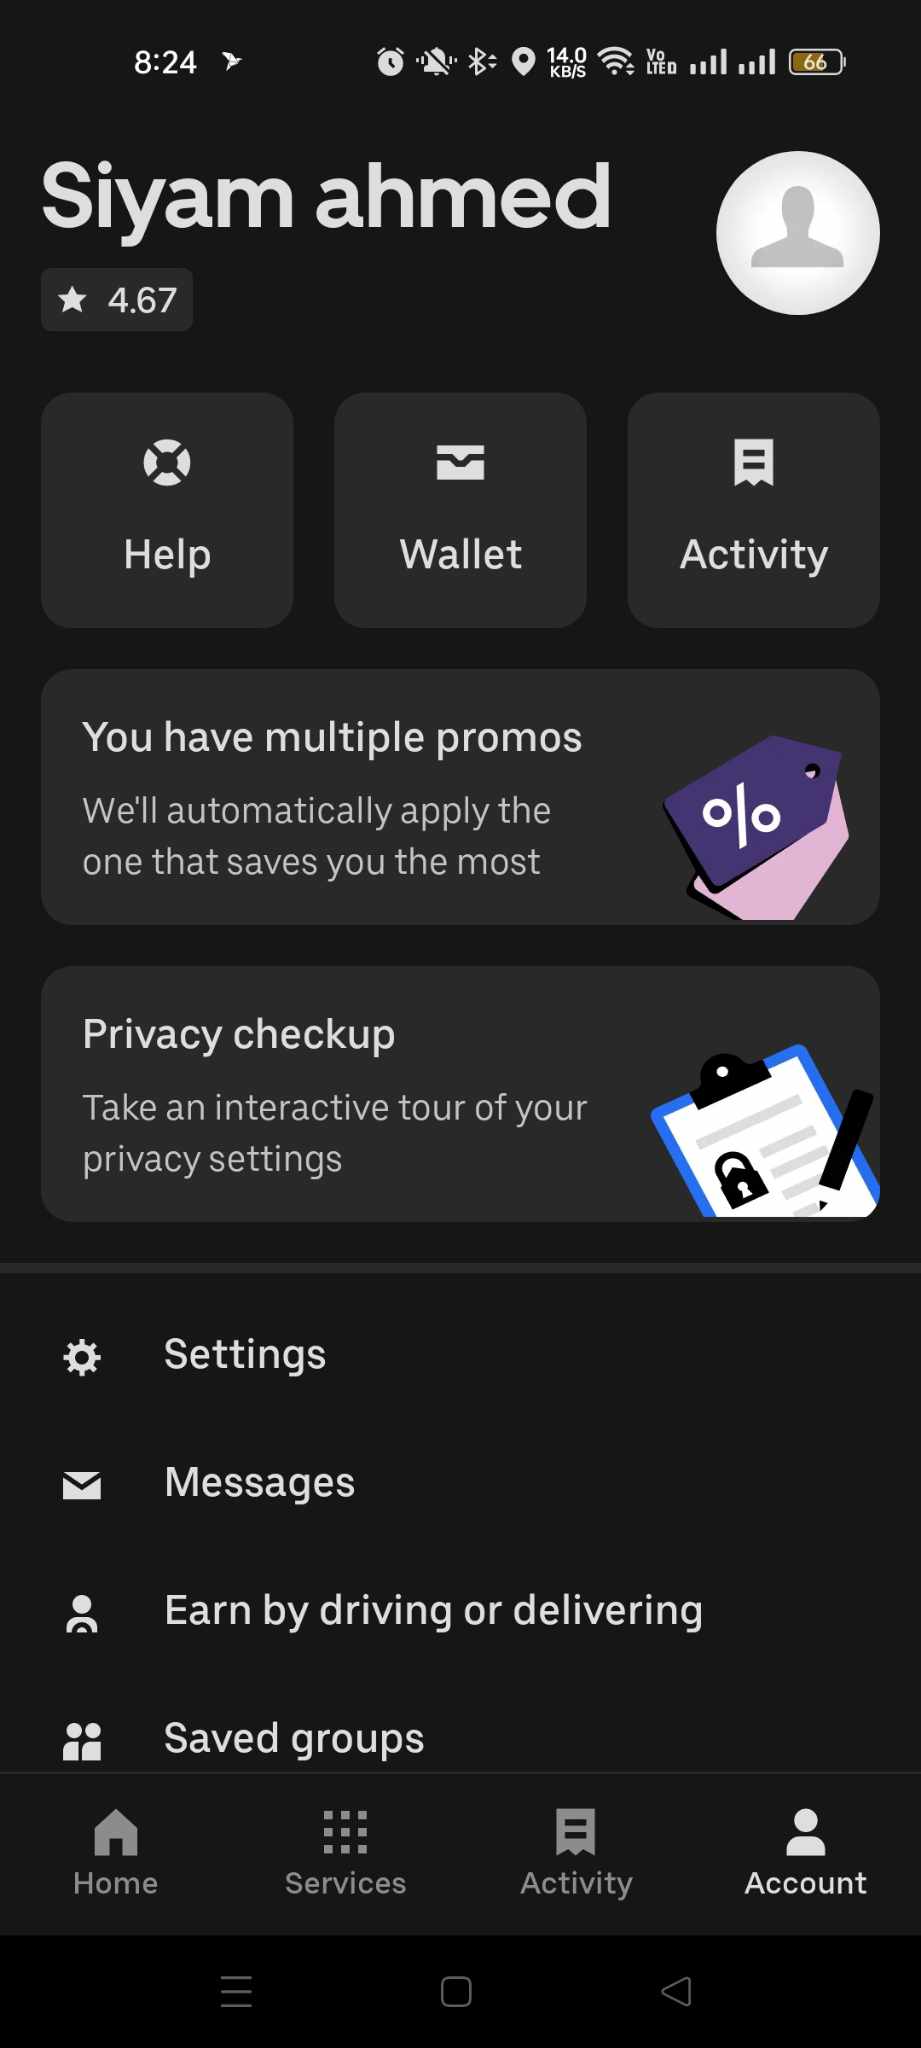 8:24
14.0
KB/S
VO
LTE D
66
Siyam ahmed
4.67
Help
Wallet
Activity
You have multiple promos
We'll automatically apply the
one that saves you the most
%
Privacy checkup
Take an interactive tour of your
privacy settings
Settings
Messages
Earn by driving or delivering
Saved groups
Home
Services
Activity
Account